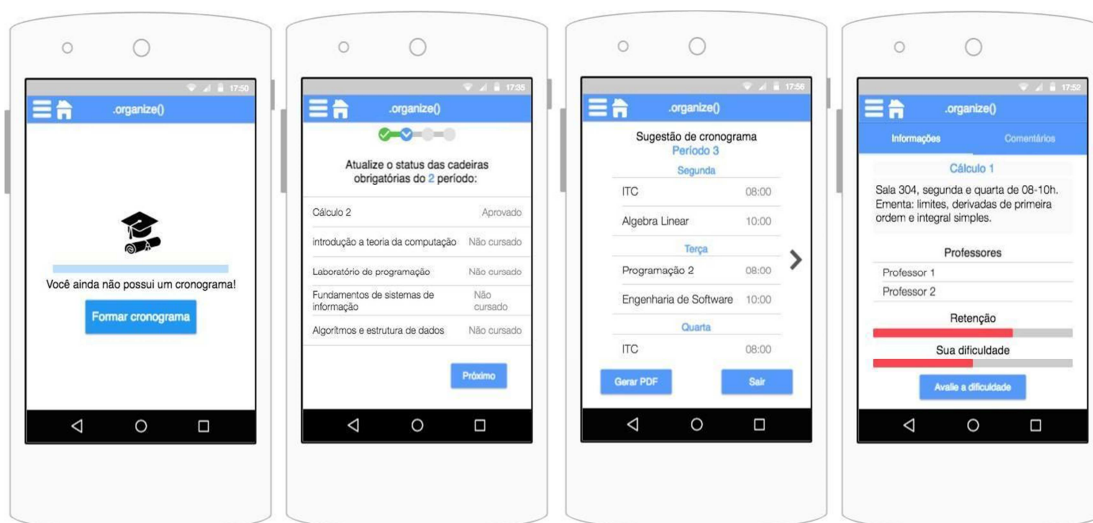 17:50
.organize()
Você ainda não possui um cronograma!
Formar cronograma
17:35
.organize()
Atualize o status das cadeiras
obrigatórias do 2 período:
Cálculo 2 Aprovado
introdução a teoria da computação Não cursado
Laboratório de programação Não cursado
Fundamentos de sistemas de
informação
Não
cursado
Algorítmos e estrutura de dados Não cursado
Próximo
17:56
.organize()
Sugestão de cronograma
Período 3
Segunda
ITC 08:00
Algebra Linear 10:00
Terça
Programação 2 08:00
Engenharia de Software 10:00
Quarta
ITC 08:00
Gerar PDF Sair
17:52
.organize()
Informações Comentários
Cálculo 1
Sala 304, segunda e quarta de 08-10h.
Ementa: limites, derivadas de primeira
ordem e integral simples.
Professores
Professor 1
Professor 2
Retenção
Sua dificuldade
Avalie a dificuldade